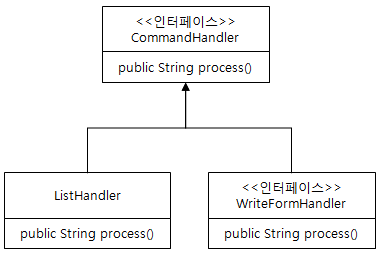 <<인터페이스>>
CommandHandler
public String process()
ListHandler
public String process()
<<인터페이스>>
WriteFormHandler
public String process()